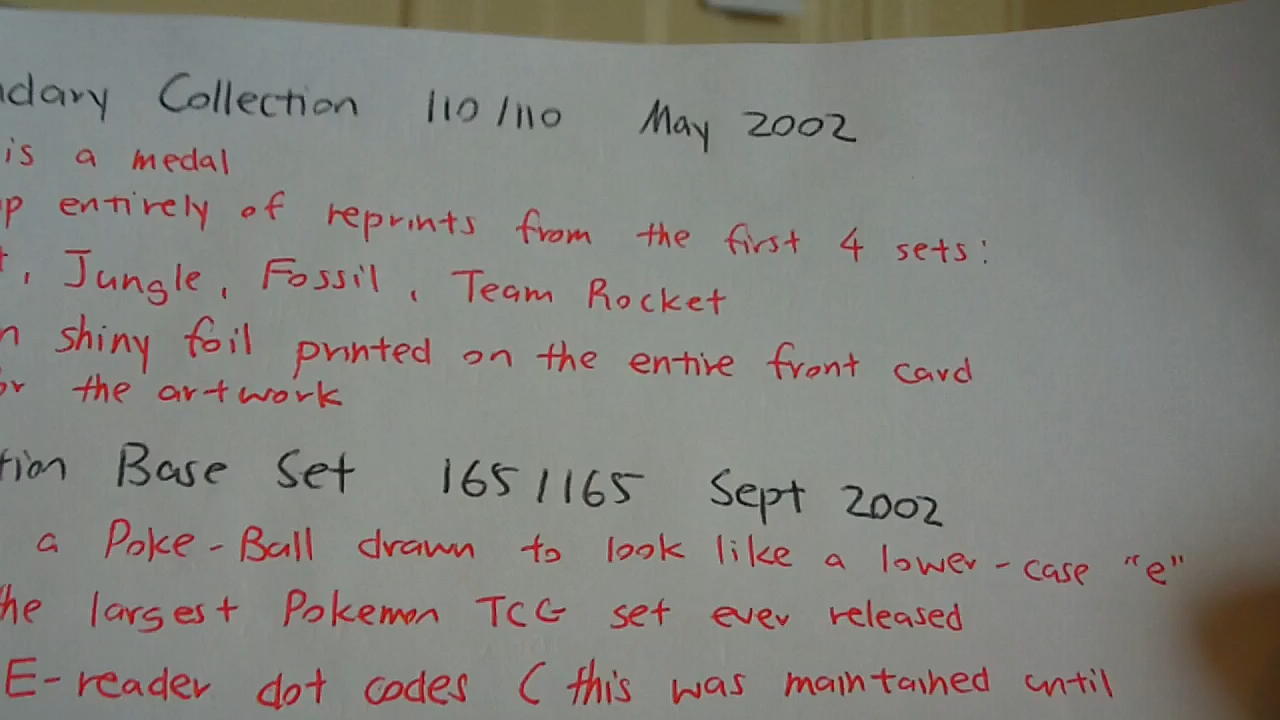 ndary Collection 110/110 May 2002
is a medal
p entirely of reprints from the first 4 sets:
, Jungle, Fossil, Team Rocket
n shiny foil printed on the entire front card
or the artwork
tion Base Set 165/165 Sept 2002
a Poke-Ball drawn to look like a lower-case "e"
he largest Pokemon TCG set ever released
E-reader dot codes (this was maintained until